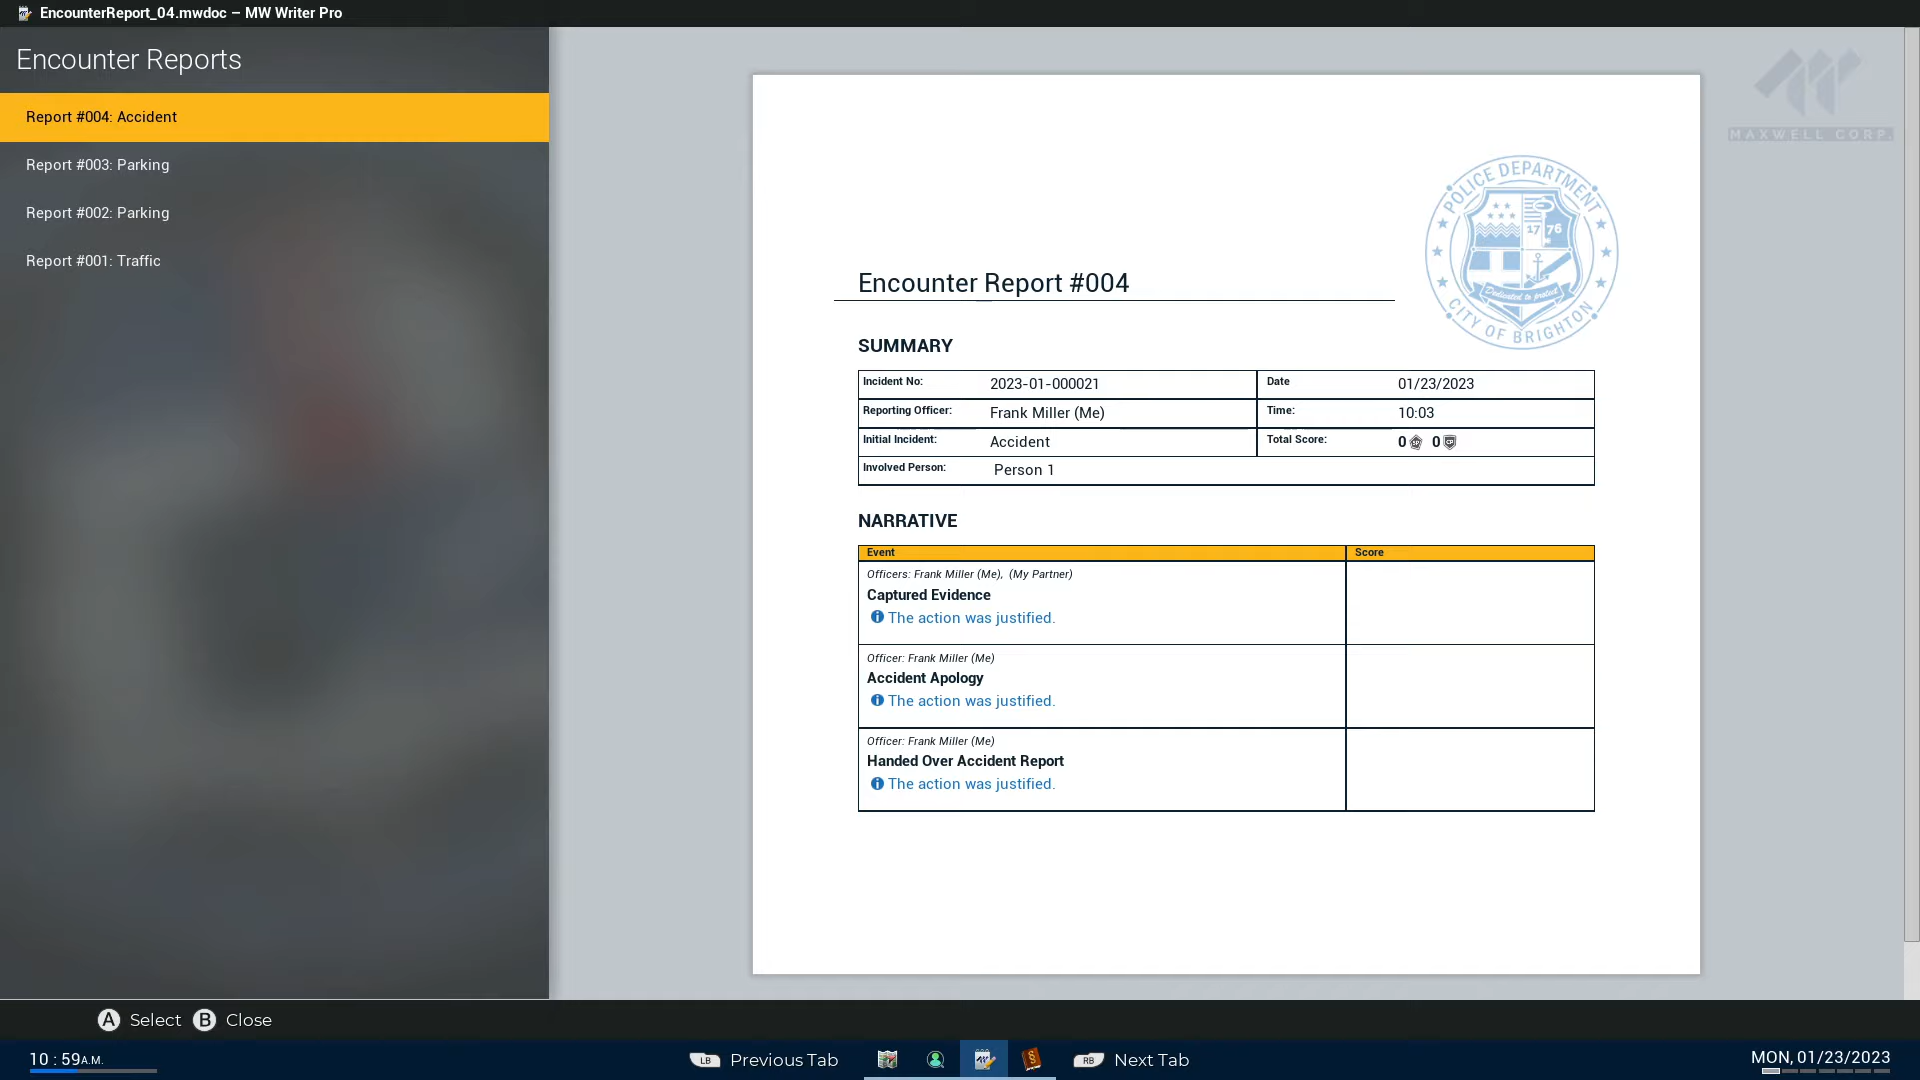 EncounterReport_04.mwdoc – MW Writer Pro
Encounter Reports
Report #004: Accident
Report #003: Parking
Report #002: Parking
Report #001: Traffic
MAXWELL CORP.
POLICE DEPARTMENT
17 76
Dedicated to protect
CITY OF BRIGHTON
Encounter Report #004
SUMMARY
Incident No: 2023-01-000021 Date 01/23/2023
Reporting Officer: Frank Miller (Me) Time: 10:03
Initial Incident: Accident Total Score: 0 0
Involved Person: Person 1
NARRATIVE
Event Score
Officers: Frank Miller (Me), (My Partner)
Captured Evidence
The action was justified.
Officer: Frank Miller (Me)
Accident Apology
The action was justified.
Officer: Frank Miller (Me)
Handed Over Accident Report
The action was justified.
A Select B Close
10 : 59 A.M. LB Previous Tab RB Next Tab MON, 01/23/2023